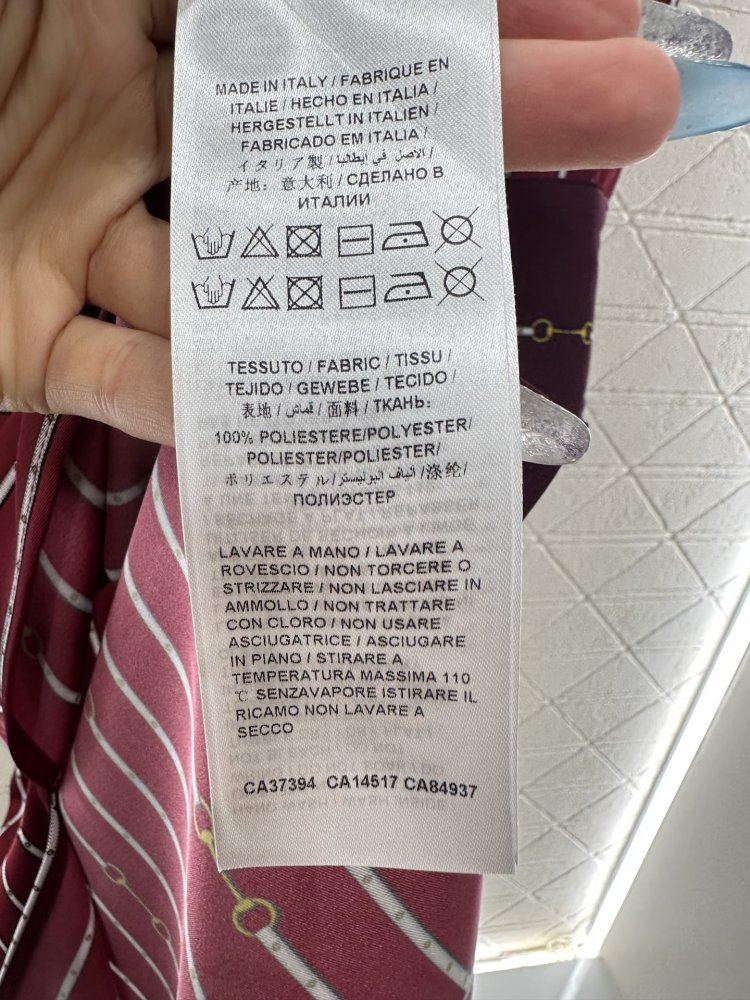 MADE IN ITALY / FABRIQUE EN
ITALIE / HECHO EN ITALIA /
HERGESTELLT IN ITALIEN /
FABRICADO EM ITALIA /
イタリア製 / الاصل في إيطاليا /
产地：意大利 / СДЕЛАНО В
ИТАЛИИ
TESSUTO / FABRIC / TISSU /
TEJIDO / GEWEBE / TECIDO /
表地 / قماش / 面料 / ТКАНЬ:
100% POLIESTERE/POLYESTER/
POLIESTER/POLIESTER/
ポリエステル/الياف البوليستر/涤纶/
ПОЛИЭСТЕР
LAVARE A MANO / LAVARE A
ROVESCIO / NON TORCERE O
STRIZZARE / NON LASCIARE IN
AMMOLLO / NON TRATTARE
CON CLORO / NON USARE
ASCIUGATRICE / ASCIUGARE
IN PIANO / STIRARE A
TEMPERATURA MASSIMA 110
℃ SENZAVAPORE ISTIRARE IL
RICAMO NON LAVARE A
SECCO
CA37394 CA14517 CA84937